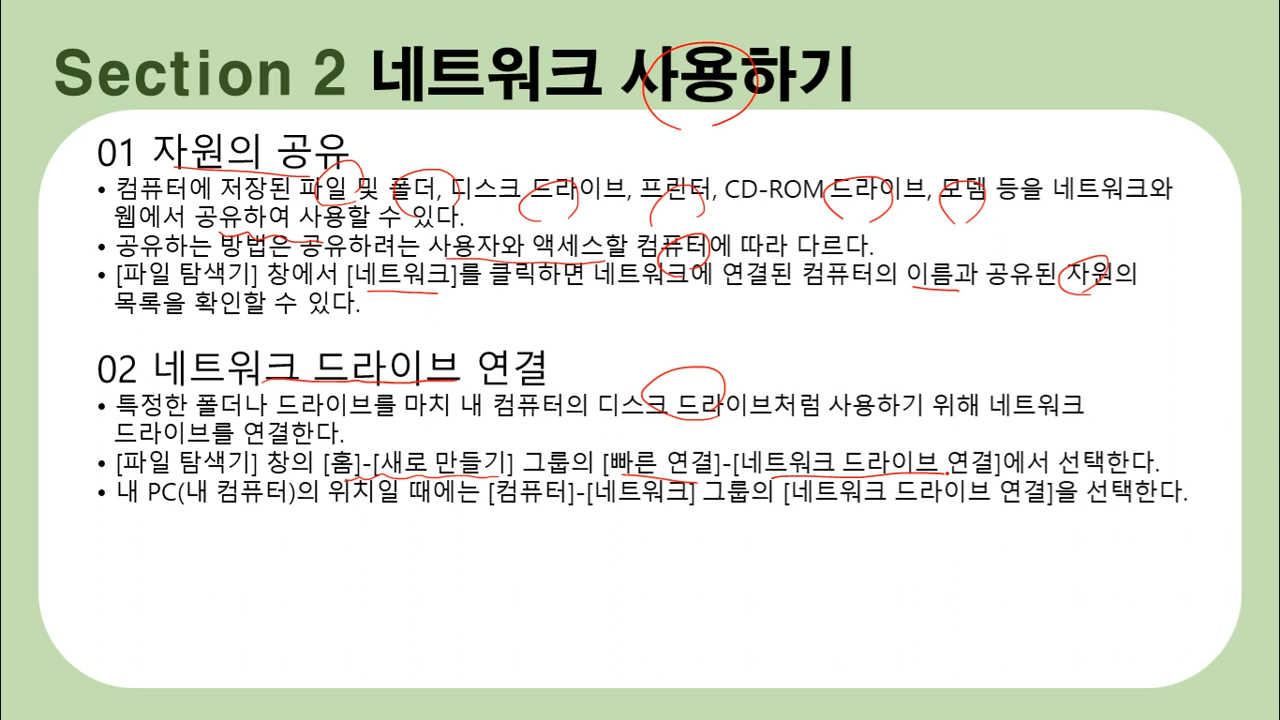 Section 2 네트워크 사용하기
01 자원의 공유
• 컴퓨터에 저장된 파일 및 폴더, 디스크 드라이브, 프린터, CD-ROM 드라이브, 모뎀 등을 네트워크와
웹에서 공유하여 사용할 수 있다.
• 공유하는 방법은 공유하려는 사용자와 액세스할 컴퓨터에 따라 다르다.
• [파일 탐색기] 창에서 [네트워크]를 클릭하면 네트워크에 연결된 컴퓨터의 이름과 공유된 자원의
목록을 확인할 수 있다.
02 네트워크 드라이브 연결
• 특정한 폴더나 드라이브를 마치 내 컴퓨터의 디스크 드라이브처럼 사용하기 위해 네트워크
드라이브를 연결한다.
• [파일 탐색기] 창의 [홈]-[새로 만들기] 그룹의 [빠른 연결]-[네트워크 드라이브 연결]에서 선택한다.
• 내 PC(내 컴퓨터)의 위치일 때에는 [컴퓨터]-[네트워크] 그룹의 [네트워크 드라이브 연결]을 선택한다.